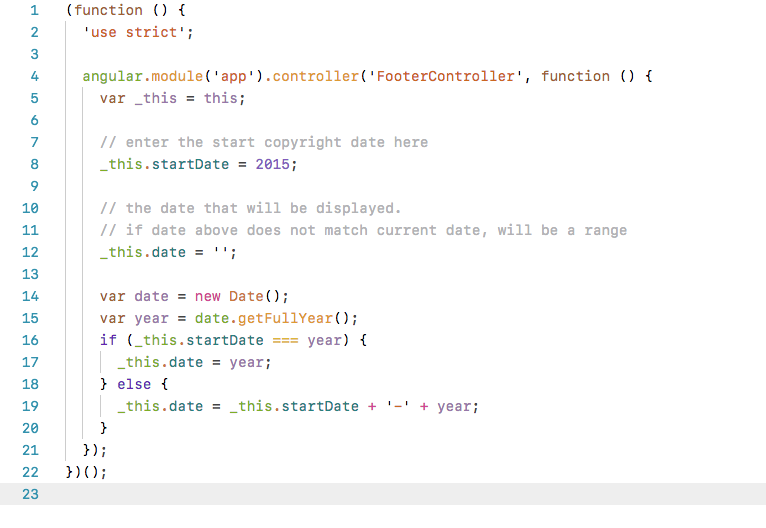 1 (function () {
2 'use strict';
3
4 angular.module('app').controller('FooterController', function () {
5 var _this = this;
6
7 // enter the start copyright date here
8 _this.startDate = 2015;
9
10 // the date that will be displayed.
11 // if date above does not match current date, will be a range
12 _this.date = '';
13
14 var date = new Date();
15 var year = date.getFullYear();
16 if (_this.startDate === year) {
17 _this.date = year;
18 } else {
19 _this.date = _this.startDate + '-' + year;
20 }
21 });
22 })();
23